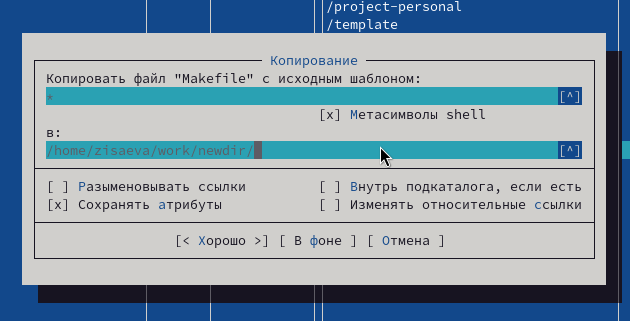 /project-personal
/template
Копирование
Копировать файл "Makefile" с исходным шаблоном:
* [^]
[x] Метасимволы shell
в:
/home/zisaeva/work/newdir/ [^]
[ ] Разыменовывать ссылки [ ] Внутрь подкаталога, если есть
[x] Сохранять атрибуты [ ] Изменять относительные ссылки
[< Хорошо >] [ В фоне ] [ Отмена ]